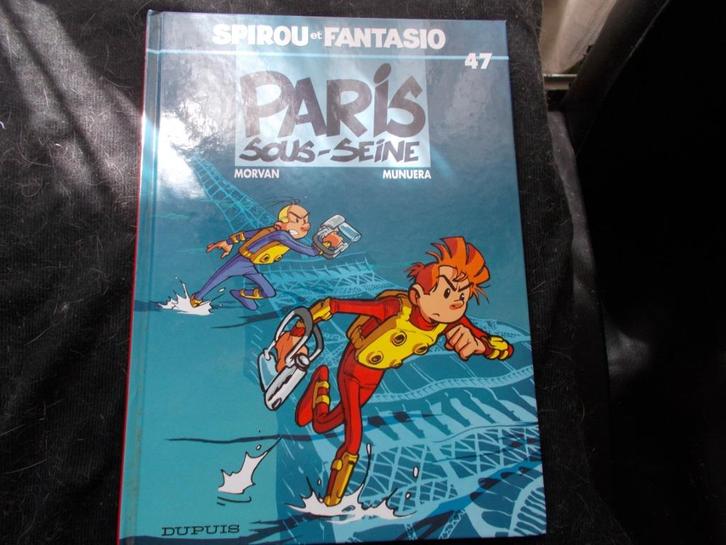 SPIROU et FANTASIO
47
PARIS
SOUS-SEINE
MORVAN MUNUERA
DUPUIS